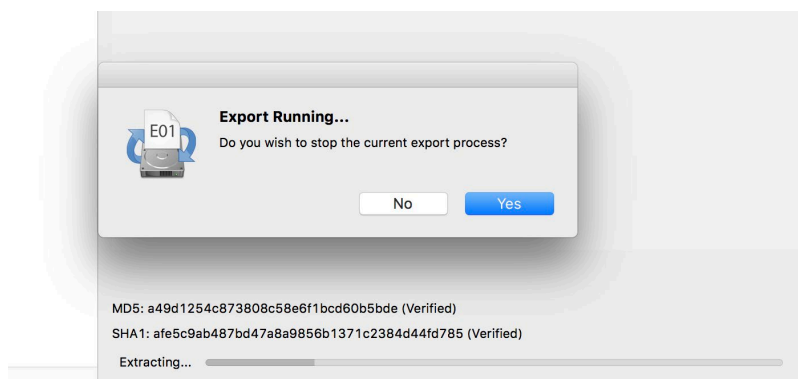 E01
Export Running...
Do you wish to stop the current export process?
No
Yes
MD5: a49d1254c873808c58e6f1bcd60b5bde (Verified)
SHA1: afe5c9ab487bd47a8a9856b1371c2384d44fd785 (Verified)
Extracting...